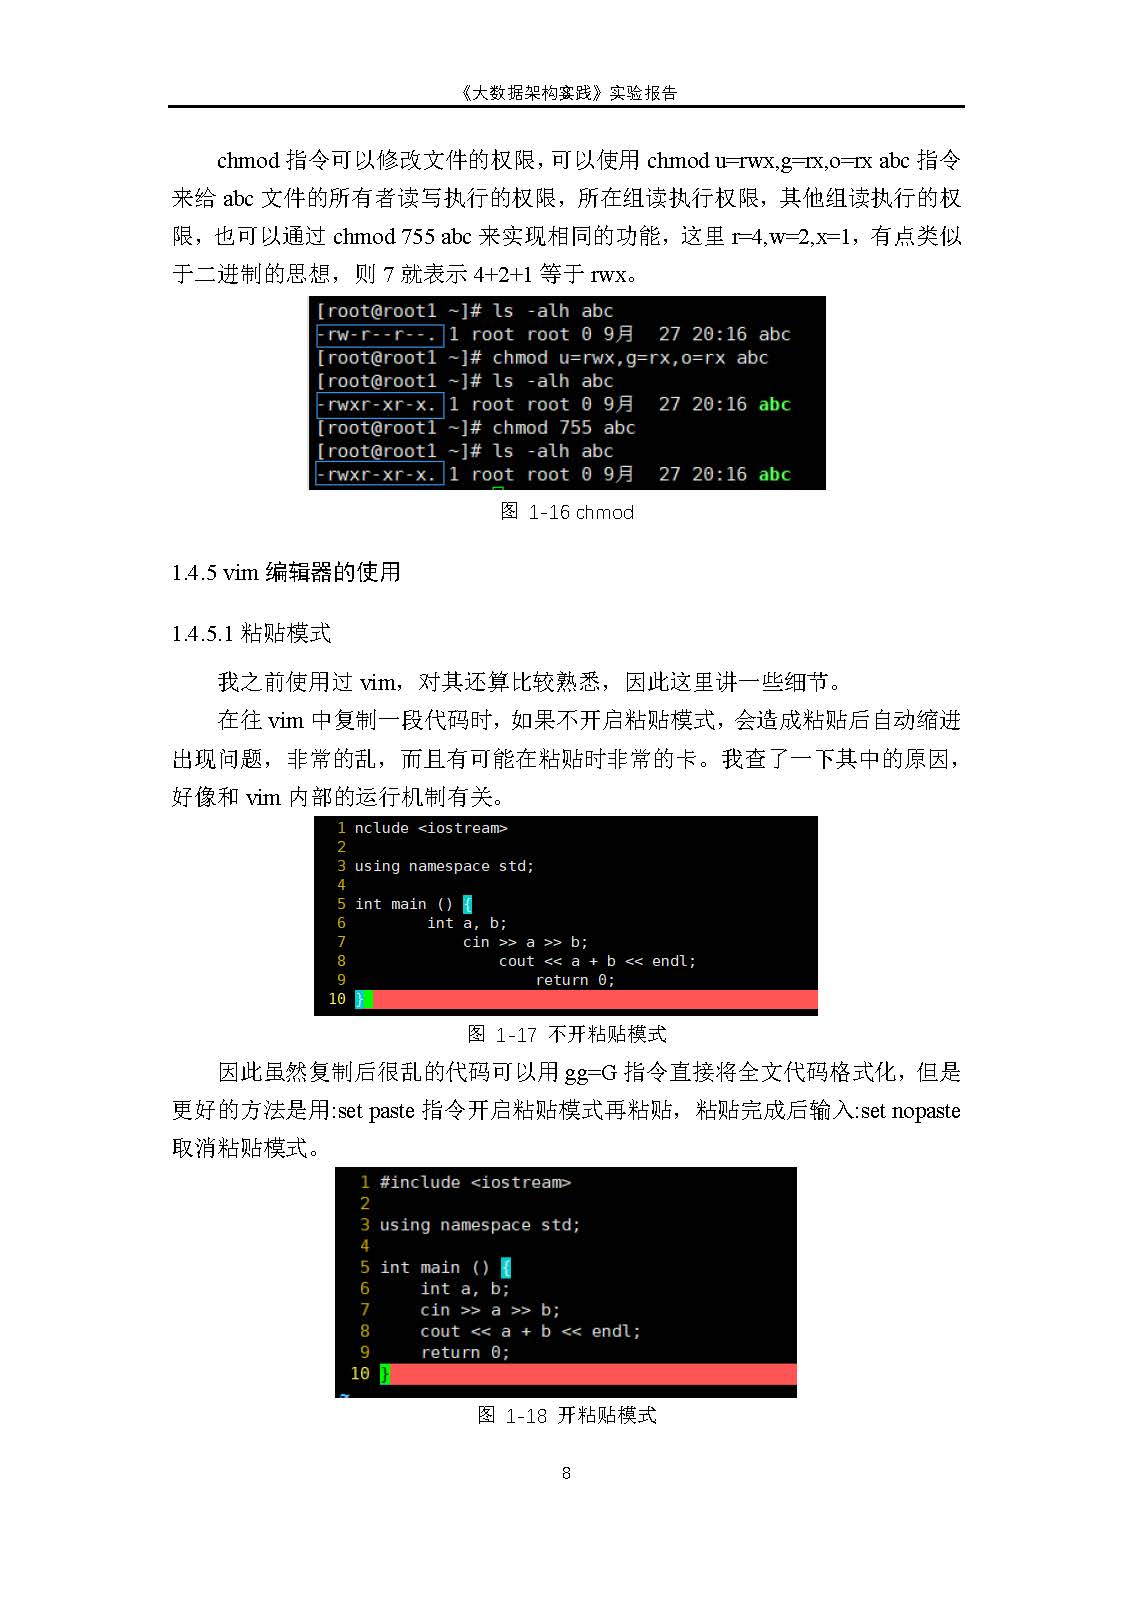 《大数据架构实践》实验报告
chmod 指令可以修改文件的权限，可以使用 chmod u=rwx,g=rx,o=rx abc 指令
来给 abc 文件的所有者读写执行的权限，所在组读执行权限，其他组读执行的权
限，也可以通过 chmod 755 abc 来实现相同的功能，这里 r=4,w=2,x=1，有点类似
于二进制的思想，则 7 就表示 4+2+1 等于 rwx。
[root@root1 ~]# ls -alh abc
-rw-r--r--. 1 root root 0 9月  27 20:16 abc
[root@root1 ~]# chmod u=rwx,g=rx,o=rx abc
[root@root1 ~]# ls -alh abc
-rwxr-xr-x. 1 root root 0 9月  27 20:16 abc
[root@root1 ~]# chmod 755 abc
[root@root1 ~]# ls -alh abc
-rwxr-xr-x. 1 root root 0 9月  27 20:16 abc
图 1-16 chmod
1.4.5 vim 编辑器的使用
1.4.5.1 粘贴模式
我之前使用过 vim，对其还算比较熟悉，因此这里讲一些细节。
在往 vim 中复制一段代码时，如果不开启粘贴模式，会造成粘贴后自动缩进
出现问题，非常的乱，而且有可能在粘贴时非常的卡。我查了一下其中的原因，
好像和 vim 内部的运行机制有关。
1 nclude <iostream>
2
3 using namespace std;
4
5 int main () {
6         int a, b;
7             cin >> a >> b;
8                 cout << a + b << endl;
9                     return 0;
10 }
图 1-17 不开粘贴模式
因此虽然复制后很乱的代码可以用 gg=G 指令直接将全文代码格式化，但是
更好的方法是用:set paste 指令开启粘贴模式再粘贴，粘贴完成后输入:set nopaste
取消粘贴模式。
1 #include <iostream>
2
3 using namespace std;
4
5 int main () {
6     int a, b;
7     cin >> a >> b;
8     cout << a + b << endl;
9     return 0;
10 }
~
图 1-18 开粘贴模式
8